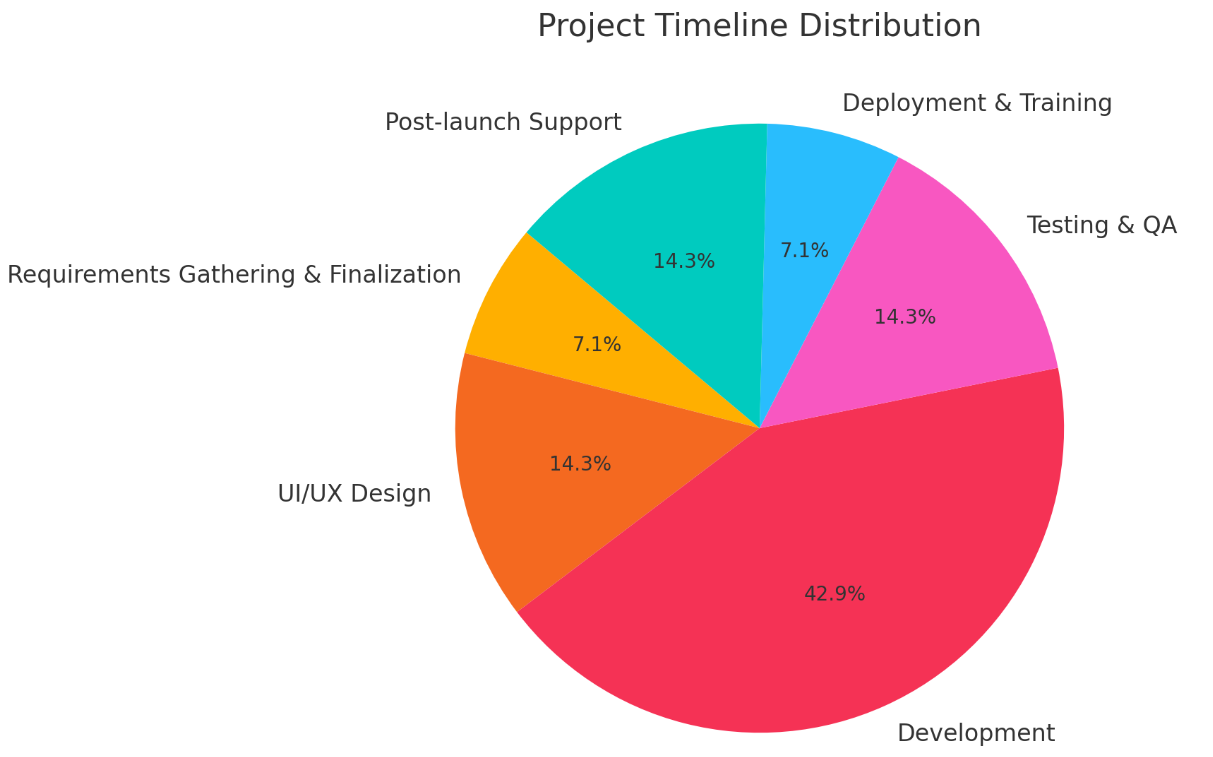 Project Timeline Distribution
Deployment & Training
Post-launch Support
Testing & QA
7.1%
14.3%
Requirements Gathering & Finalization
14.3%
7.1%
14.3%
UI/UX Design
42.9%
Development